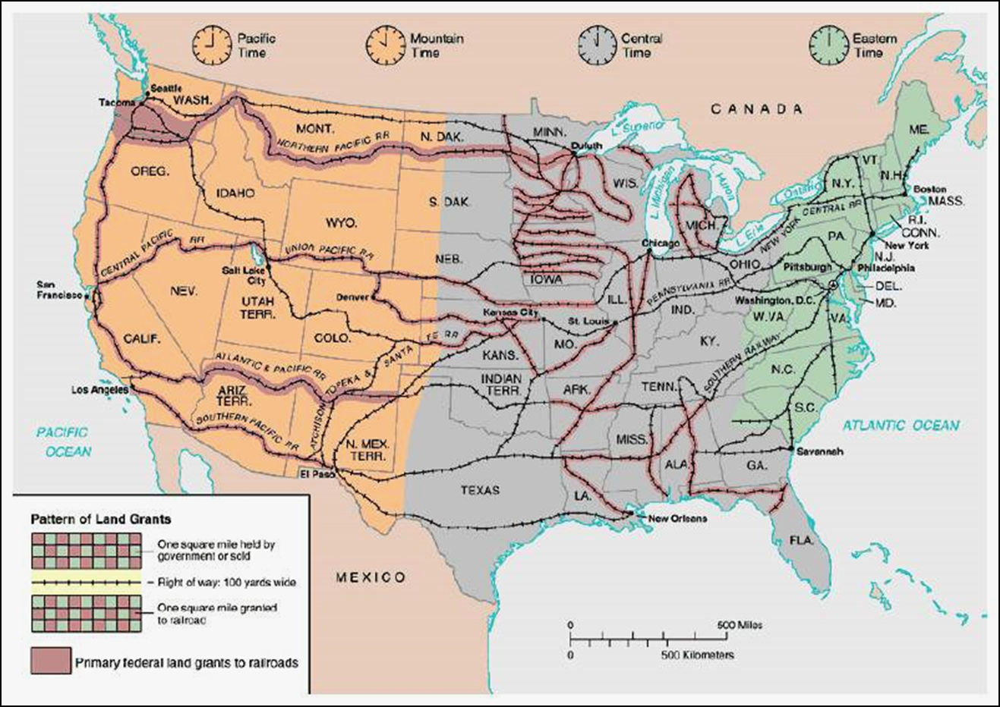 Pacific
Time
Mountain
Time
Central
Time
Eastern
Time
CANADA
Seattle
Tacoma
WASH.
MONT.
NORTHERN PACIFIC RR
N. DAK.
MINN.
Duluth
L. Superior
ME.
OREG.
IDAHO
WYO.
S. DAK.
WIS.
L. Michigan
L. Huron
MICH.
L. Ontario
L. Erie
N.Y.
VT.
N.H.
Boston
MASS.
R.I.
CONN.
NEW YORK CENTRAL RR
New York
N.J.
Philadelphia
DEL.
MD.
PA.
Pittsburgh
Washington, D.C.
CENTRAL PACIFIC RR
UNION PACIFIC RR
Salt Lake
City
Denver
NEB.
IOWA
Chicago
OHIO
ILL.
IND.
PENNSYLVANIA RR
San
Francisco
NEV.
UTAH
TERR.
COLO.
Kansas City
St. Louis
KANS.
MO.
KY.
W.VA.
VA.
CALIF.
ATLANTIC & PACIFIC RR
ATCHISON TOPEKA & SANTA FE RR
SOUTHERN RAILWAY
N.C.
Los Angeles
ARIZ.
TERR.
SOUTHERN PACIFIC RR
N. MEX.
TERR.
INDIAN
TERR.
ARK.
TENN.
S.C.
ATLANTIC OCEAN
PACIFIC
OCEAN
El Paso
TEXAS
LA.
MISS.
ALA.
GA.
Savannah
New Orleans
FLA.
MEXICO
Pattern of Land Grants
One square mile held by
government or sold
Right of way: 100 yards wide
One square mile granted
to railroad
Primary federal land grants to railroads
0 500 Miles
0 500 Kilometers